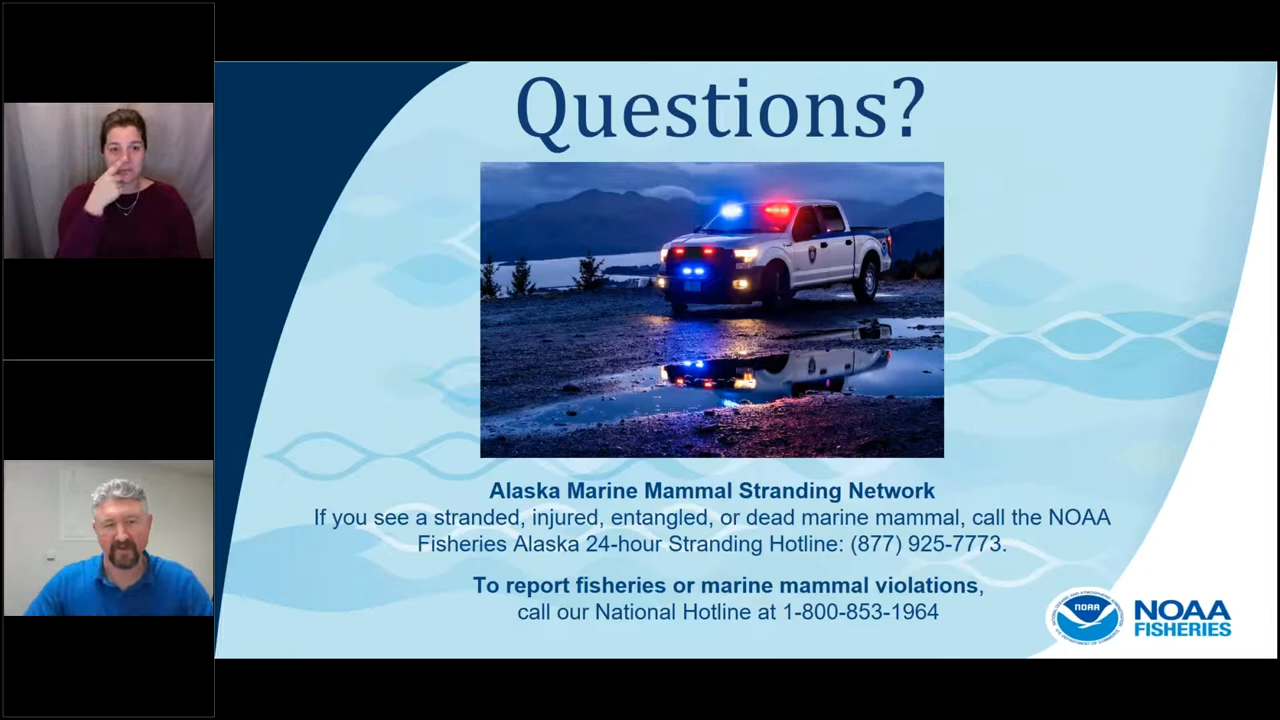 Questions?
Alaska Marine Mammal Stranding Network
If you see a stranded, injured, entangled, or dead marine mammal, call the NOAA
Fisheries Alaska 24-hour Stranding Hotline: (877) 925-7773.
To report fisheries or marine mammal violations,
call our National Hotline at 1-800-853-1964
NOAA
NOAA
FISHERIES